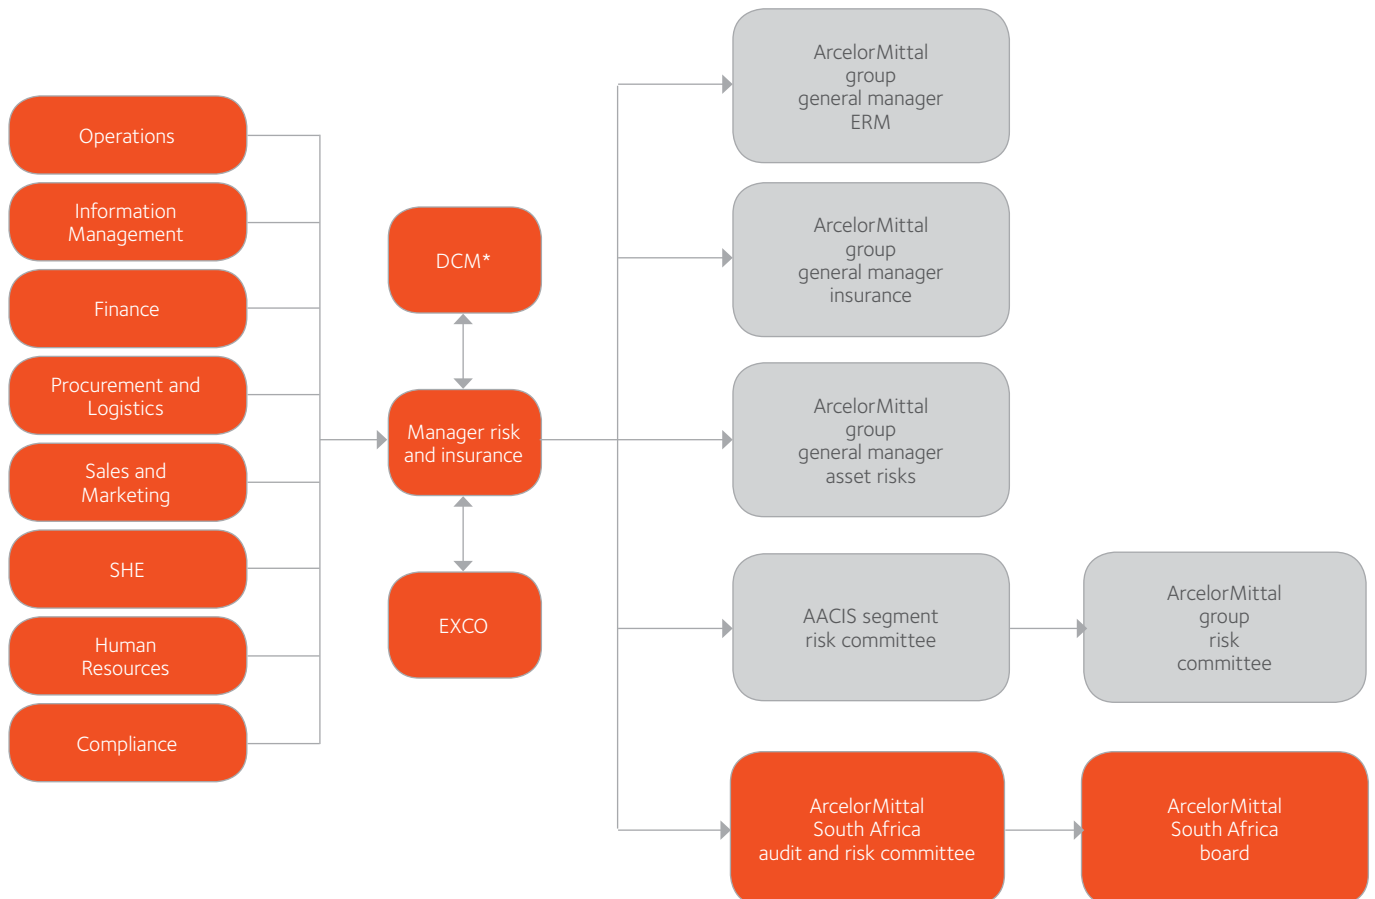 Operations
Information
Management
Finance
Procurement and
Logistics
Sales and
Marketing
SHE
Human
Resources
Compliance
DCM*
Manager risk
and insurance
EXCO
ArcelorMittal
group
general manager
ERM
ArcelorMittal
group
general manager
insurance
ArcelorMittal
group
general manager
asset risks
AACIS segment
risk committee
ArcelorMittal
group
risk
committee
ArcelorMittal
South Africa
audit and risk committee
ArcelorMittal
South Africa
board